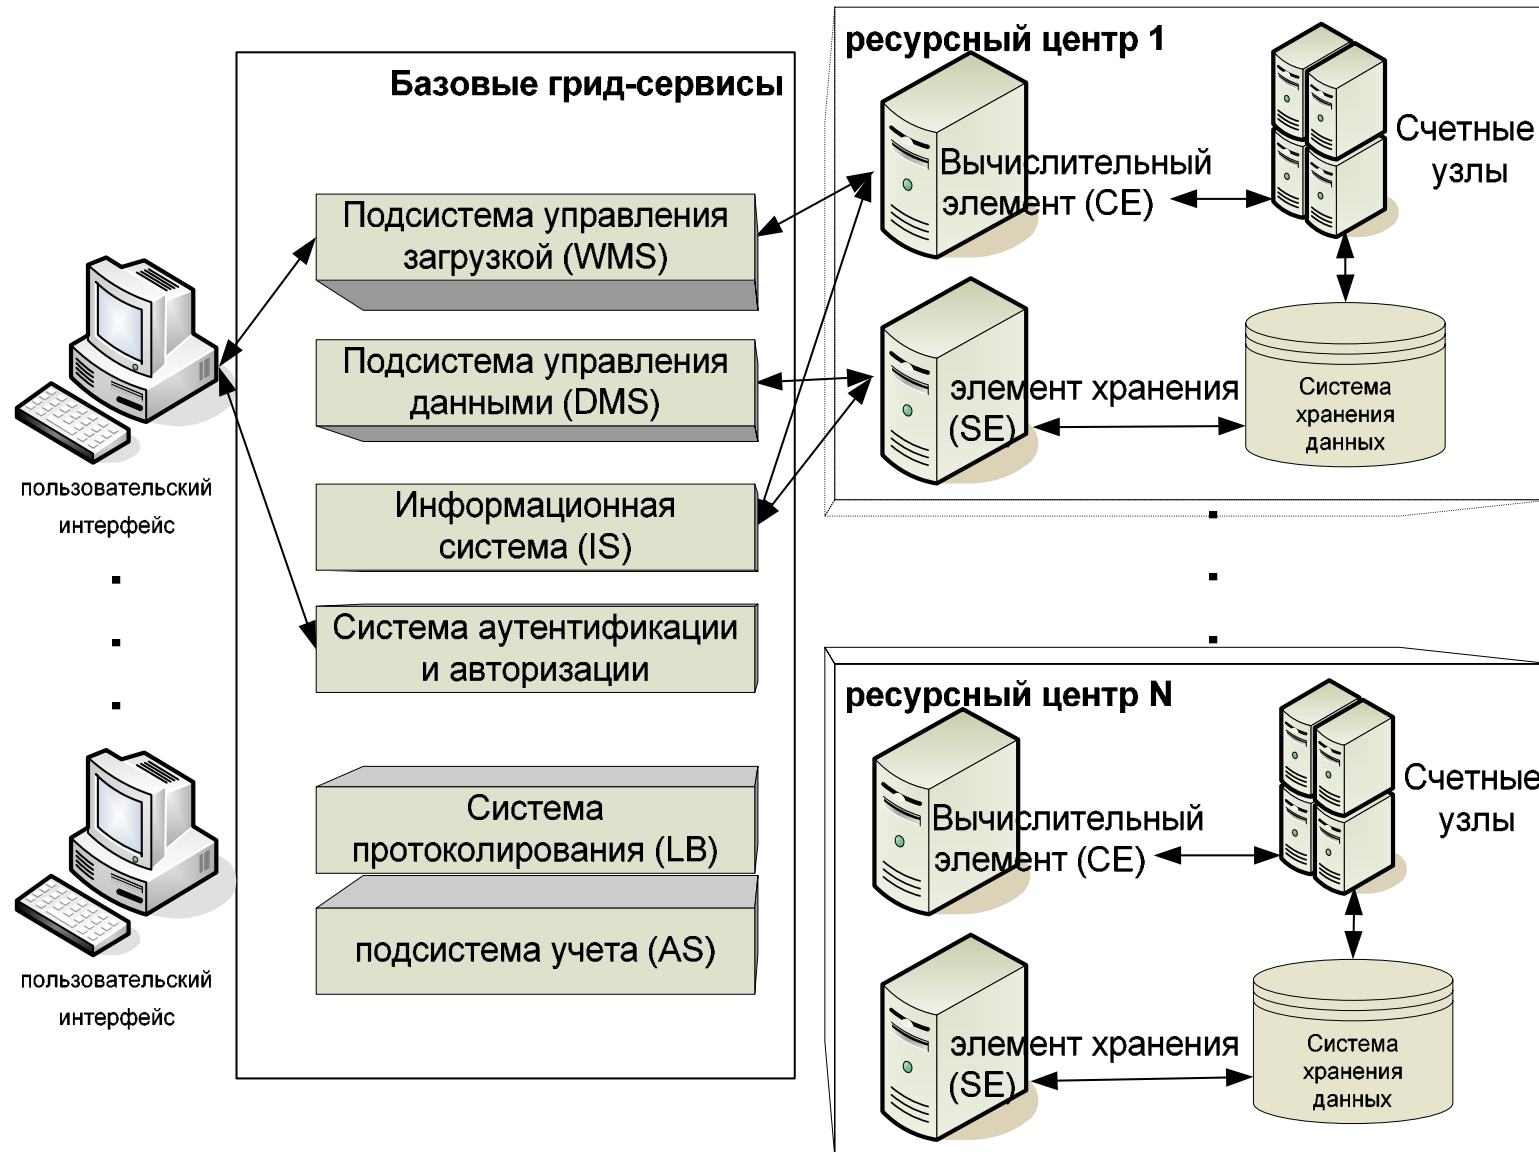 Базовые грид-сервисы
Подсистема управления
загрузкой (WMS)
Подсистема управления
данными (DMS)
Информационная
система (IS)
Система аутентификации
и авторизации
Система
протоколирования (LB)
подсистема учета (AS)
пользовательский
интерфейс
пользовательский
интерфейс
ресурсный центр 1
Вычислительный
элемент (CE)
Счетные
узлы
элемент хранения
(SE)
Система
хранения
данных
ресурсный центр N
Вычислительный
элемент (CE)
Счетные
узлы
элемент хранения
(SE)
Система
хранения
данных